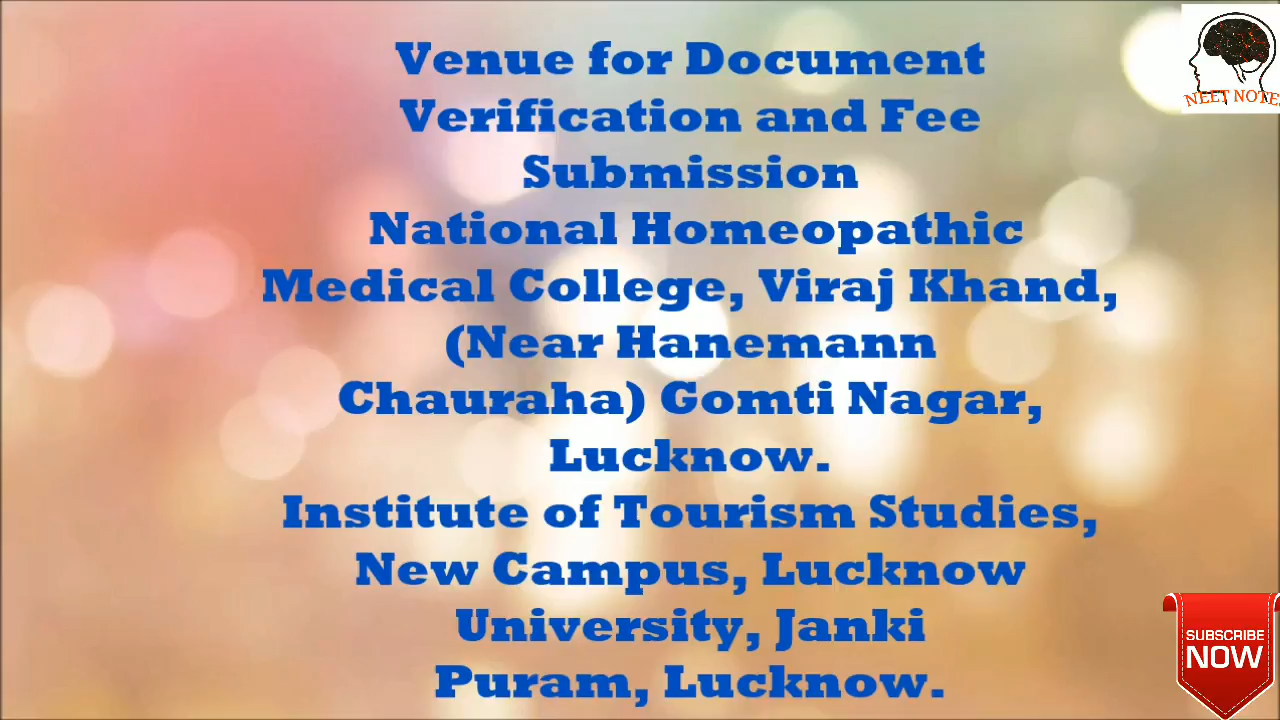 Venue for Document
Verification and Fee
Submission
National Homeopathic
Medical College, Viraj Khand,
(Near Hanemann
Chauraha) Gomti Nagar,
Lucknow.
Institute of Tourism Studies,
New Campus, Lucknow
University, Janki
Puram, Lucknow.
NEET NOTE
SUBSCRIBE
NOW